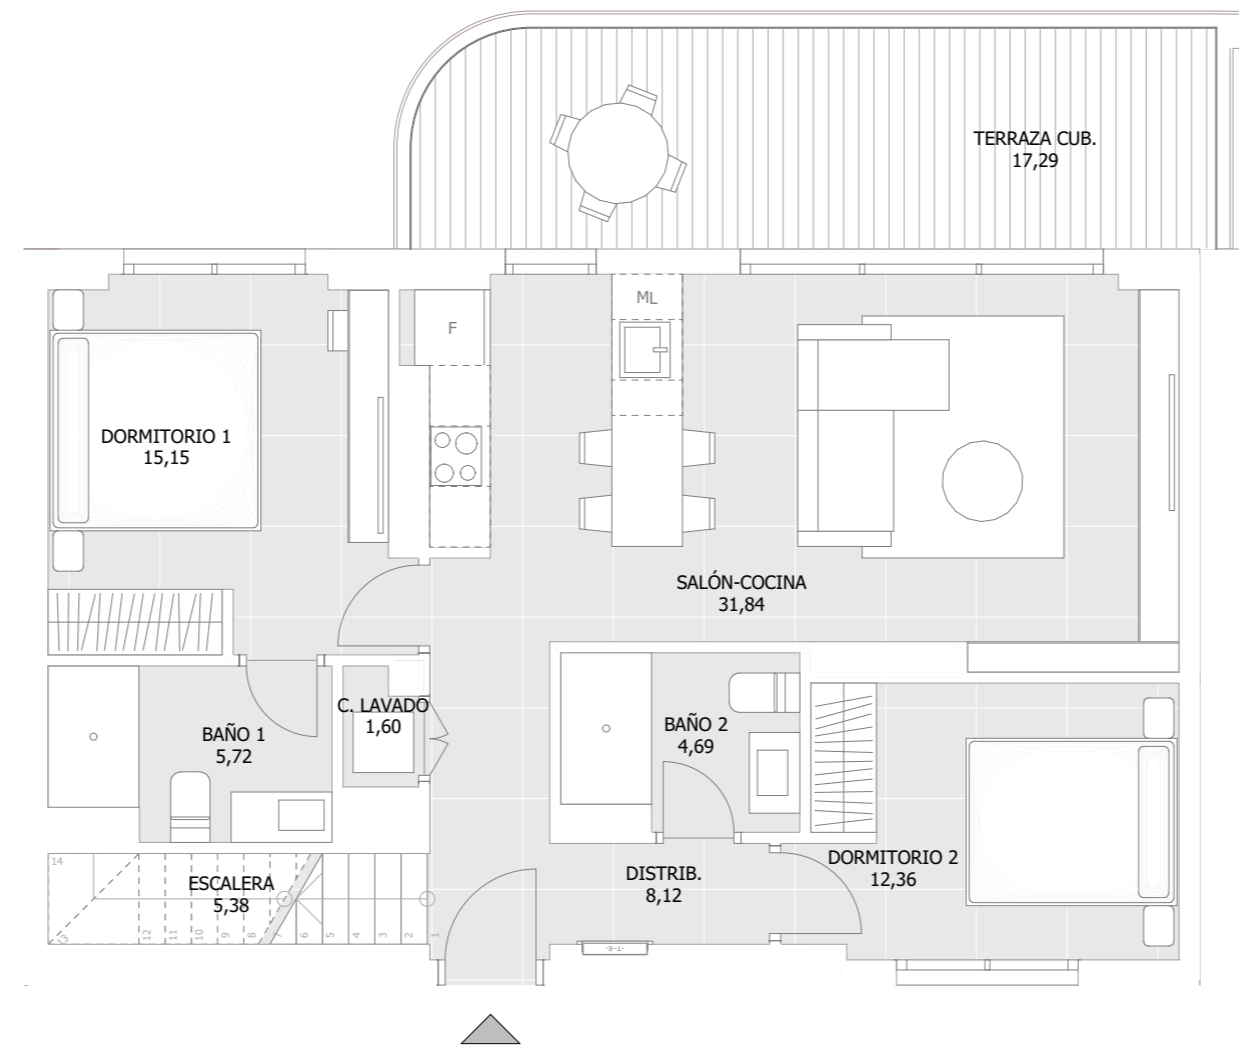 TERRAZA CUB.
17,29
ML
F
DORMITORIO 1
15,15
SALÓN-COCINA
31,84
C. LAVADO
1,60
BAÑO 1
5,72
BAÑO 2
4,69
DORMITORIO 2
12,36
DISTRIB.
8,12
ESCALERA
5,38
14
13
12
11
10
9
8
7
6
5
4
3
2
1